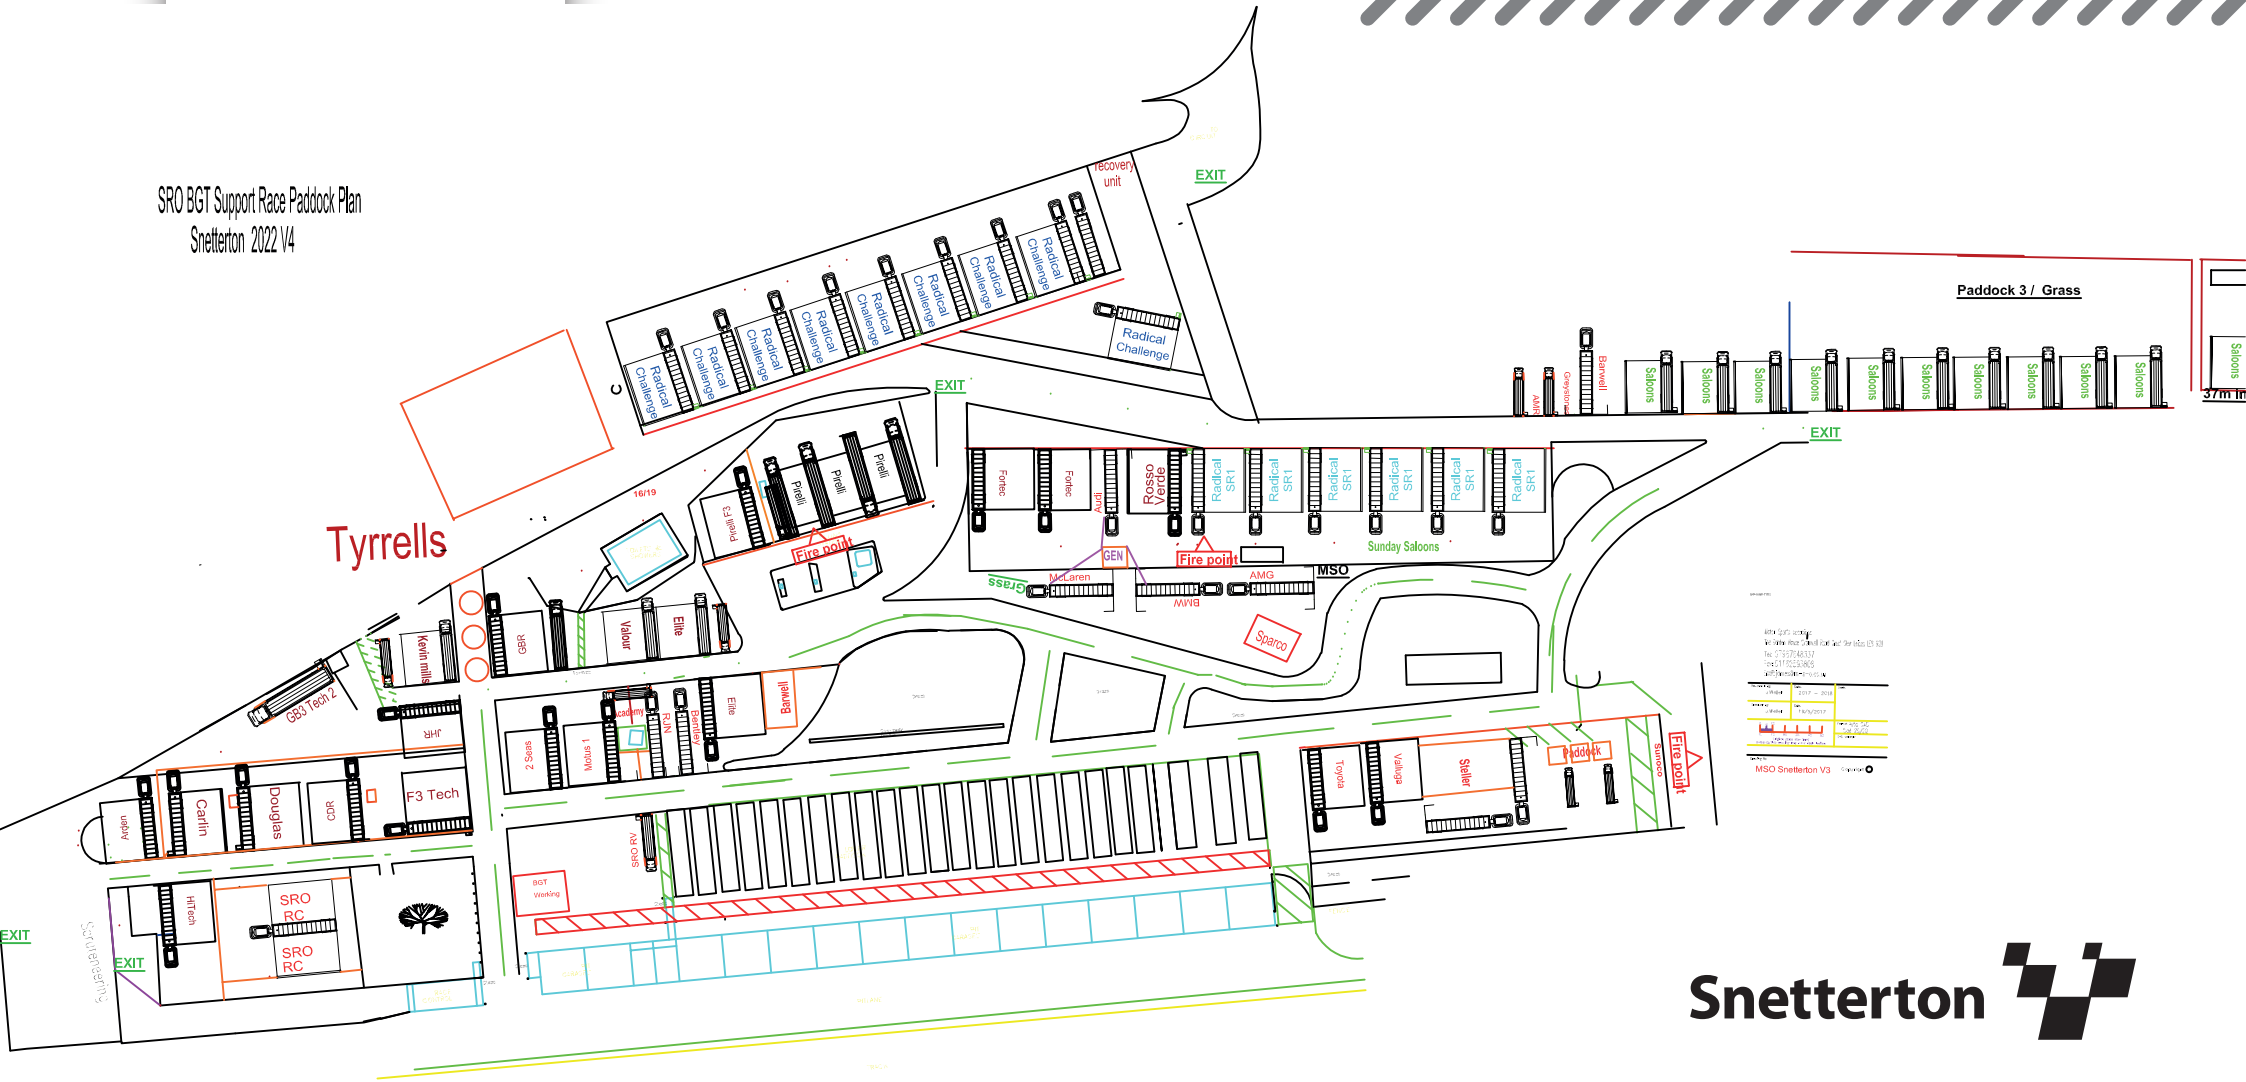 SRO BGT Support Race Paddock Plan
Snetterton 2022 V4
recovery
unit
EXIT
Radical
Challenge
Radical
Challenge
Radical
Challenge
Radical
Challenge
Radical
Challenge
Radical
Challenge
Radical
Challenge
Radical
Challenge
Radical
Challenge
C
EXIT
Paddock 3 / Grass
AMR
Greystone
Barwell
Saloons
Saloons
Saloons
Saloons
Saloons
Saloons
Saloons
Saloons
Saloons
Saloons
Saloons
37m
EXIT
Tyrrells
16/19
Pirelli F3
Pirelli
Pirelli
Pirelli
Fire point
Fortec
Fortec
Rosso
Verde
Radical
SR1
Radical
SR1
Radical
SR1
Radical
SR1
Radical
SR1
Radical
SR1
GEN
Fire point
Sunday Saloons
Grass
McLaren
BMW
AMG
MSO
Sparco
Kevin mills
GBR
Valour
Elite
GB3 Tech 2
JHR
2 Seas
Motus 1
Academy
RJN
Bentley
Elite
Barwell
Arden
Carlin
Douglas
CDR
F3 Tech
SRO RV
BGT
Working
Toyota
Valluga
Steller
Paddock
Sunoco
Fire point
MSO Snetterton V3
HiTech
SRO
RC
SRO
RC
Scrutineering
EXIT
EXIT
Snetterton